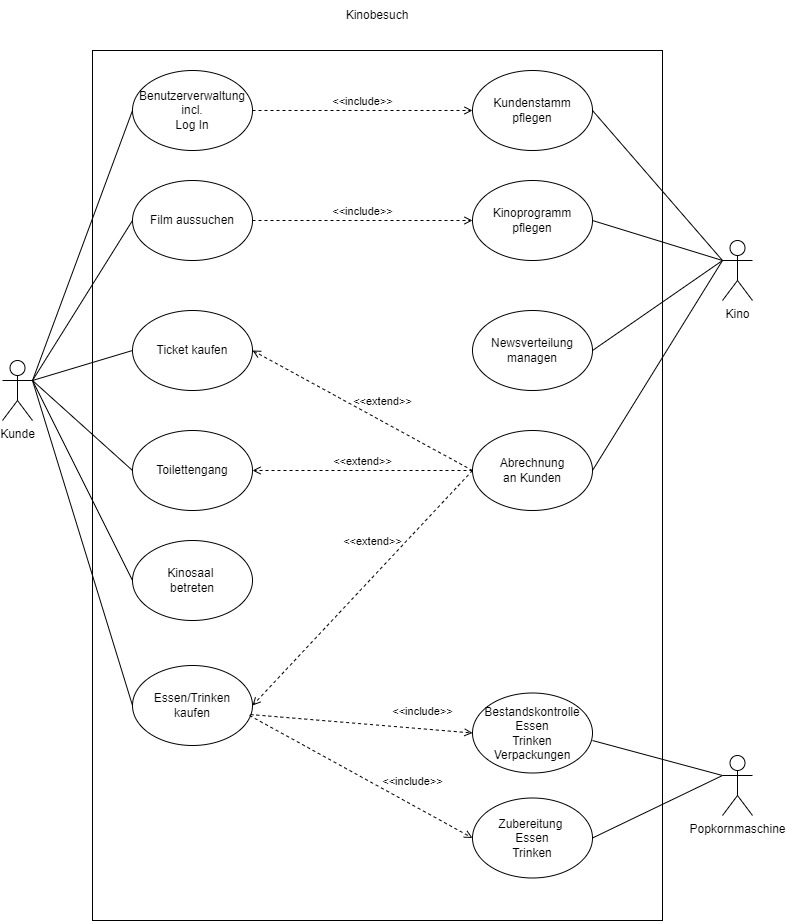 Kinobesuch
Benutzerverwaltung
incl.
Log In
<<include>>
Kundenstamm
pflegen
Film aussuchen
<<include>>
Kinoprogramm
pflegen
Kino
Ticket kaufen
Newsverteilung
managen
<<extend>>
Kunde
Toilettengang
<<extend>>
Abrechnung
an Kunden
<<extend>>
Kinosaal
betreten
Essen/Trinken
kaufen
<<include>>
Bestandskontrolle
Essen
Trinken
Verpackungen
<<include>>
Zubereitung
Essen
Trinken
Popkornmaschine